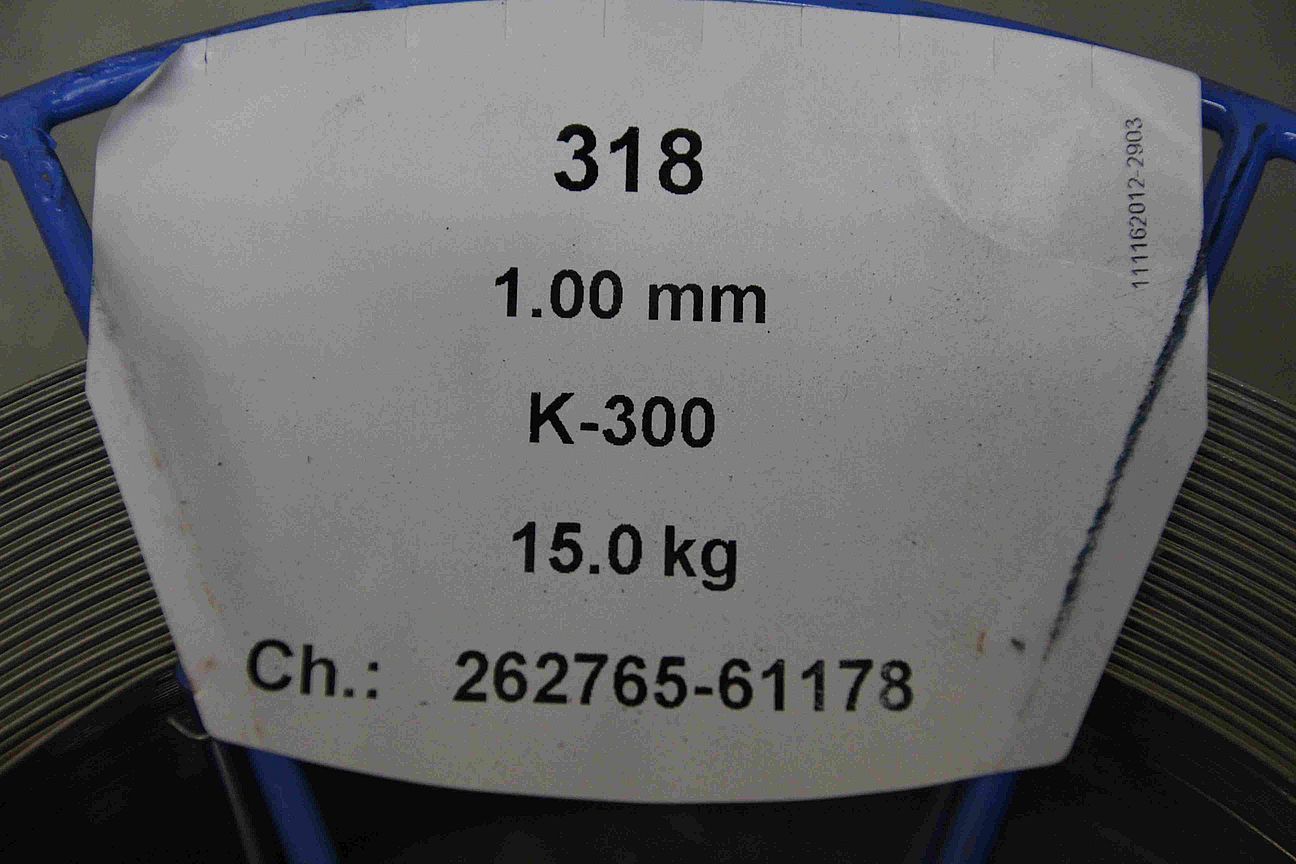 318
1.00 mm
K-300
15.0 kg
Ch.: 262765-61178
111162012-2903